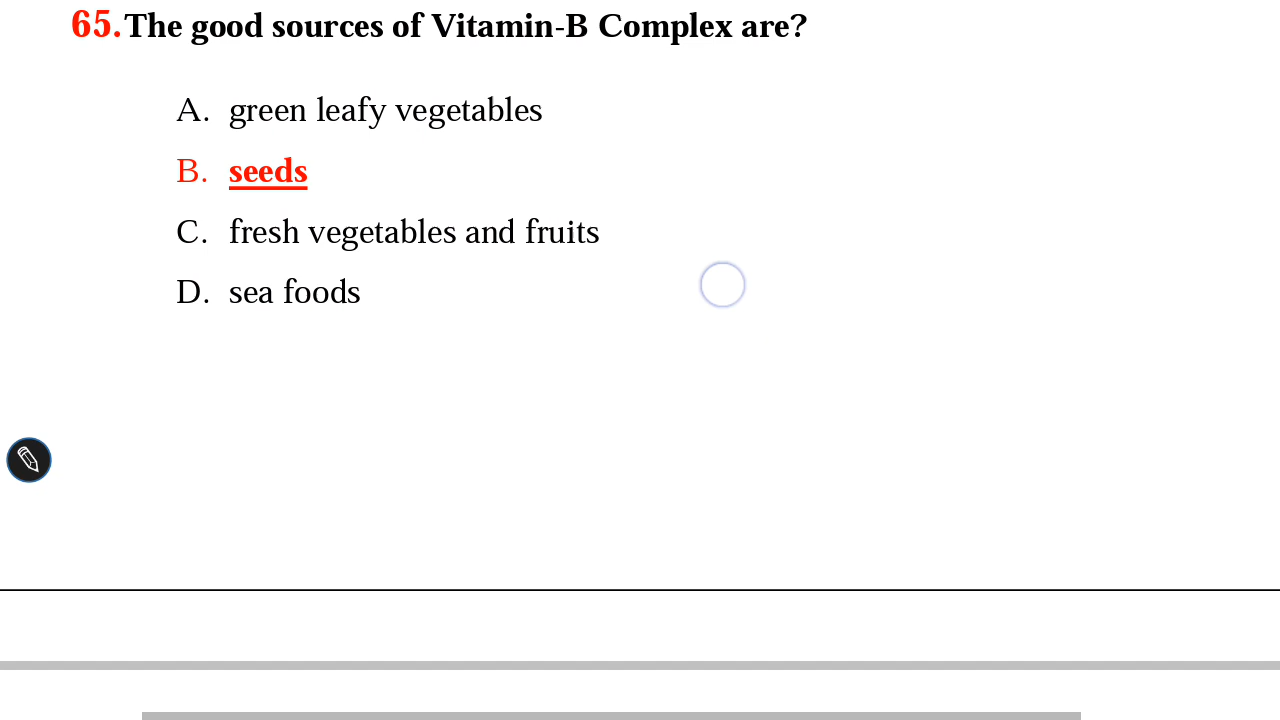 65. The good sources of Vitamin-B Complex are?
A. green leafy vegetables
B. seeds
C. fresh vegetables and fruits
D. sea foods